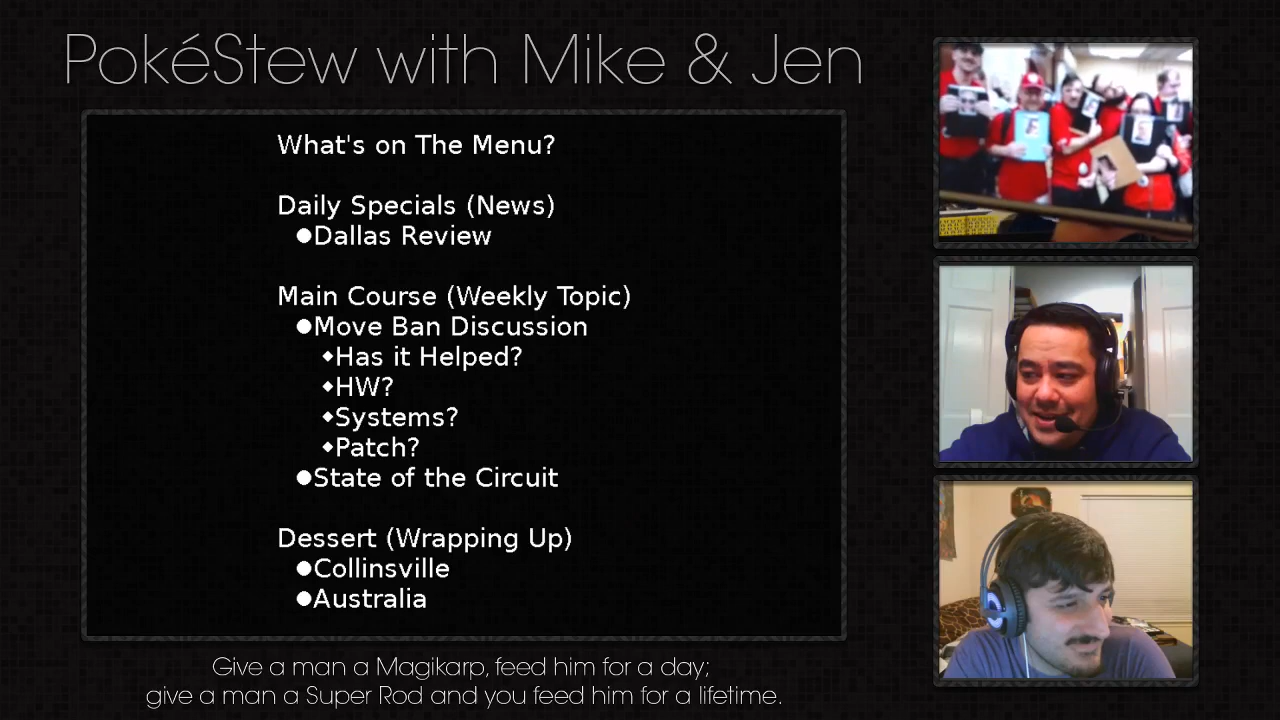 PokéStew with Mike & Jen
What's on The Menu?
Daily Specials (News)
●Dallas Review
Main Course (Weekly Topic)
●Move Ban Discussion
◆Has it Helped?
◆HW?
◆Systems?
◆Patch?
●State of the Circuit
Dessert (Wrapping Up)
●Collinsville
●Australia
Give a man a Magikarp, feed him for a day;
give a man a Super Rod and you feed him for a lifetime.